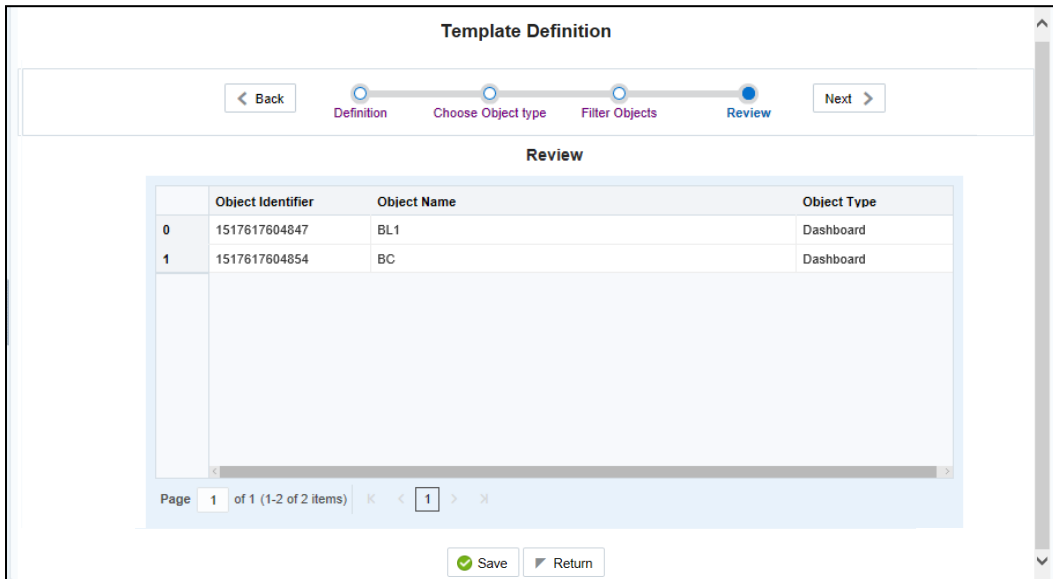 Template Definition
Back Next
Definition Choose Object type Filter Objects Review
Review
Object Identifier Object Name Object Type
0 1517617604847 BL1 Dashboard
1 1517617604854 BC Dashboard
Page 1 of 1 (1-2 of 2 items) 1
Save Return